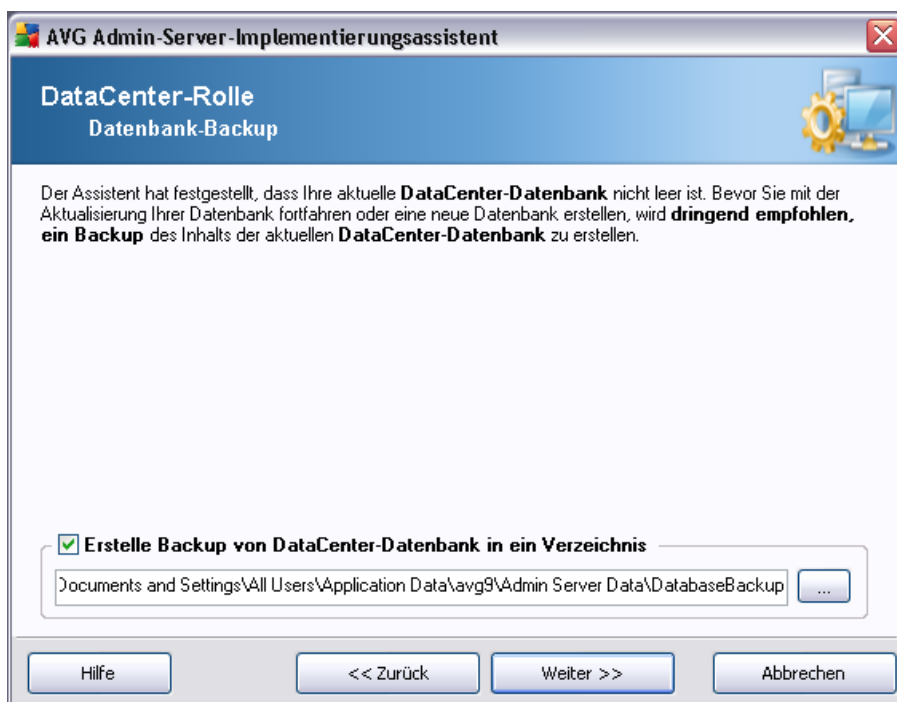 AVG Admin-Server-Implementierungsassistent
DataCenter-Rolle
Datenbank-Backup
Der Assistent hat festgestellt, dass Ihre aktuelle DataCenter-Datenbank nicht leer ist. Bevor Sie mit der
Aktualisierung Ihrer Datenbank fortfahren oder eine neue Datenbank erstellen, wird dringend empfohlen,
ein Backup des Inhalts der aktuellen DataCenter-Datenbank zu erstellen.
Erstelle Backup von DataCenter-Datenbank in ein Verzeichnis
Documents and Settings\All Users\Application Data\avg9\Admin Server Data\DatabaseBackup
...
Hilfe
<< Zurück
Weiter >>
Abbrechen